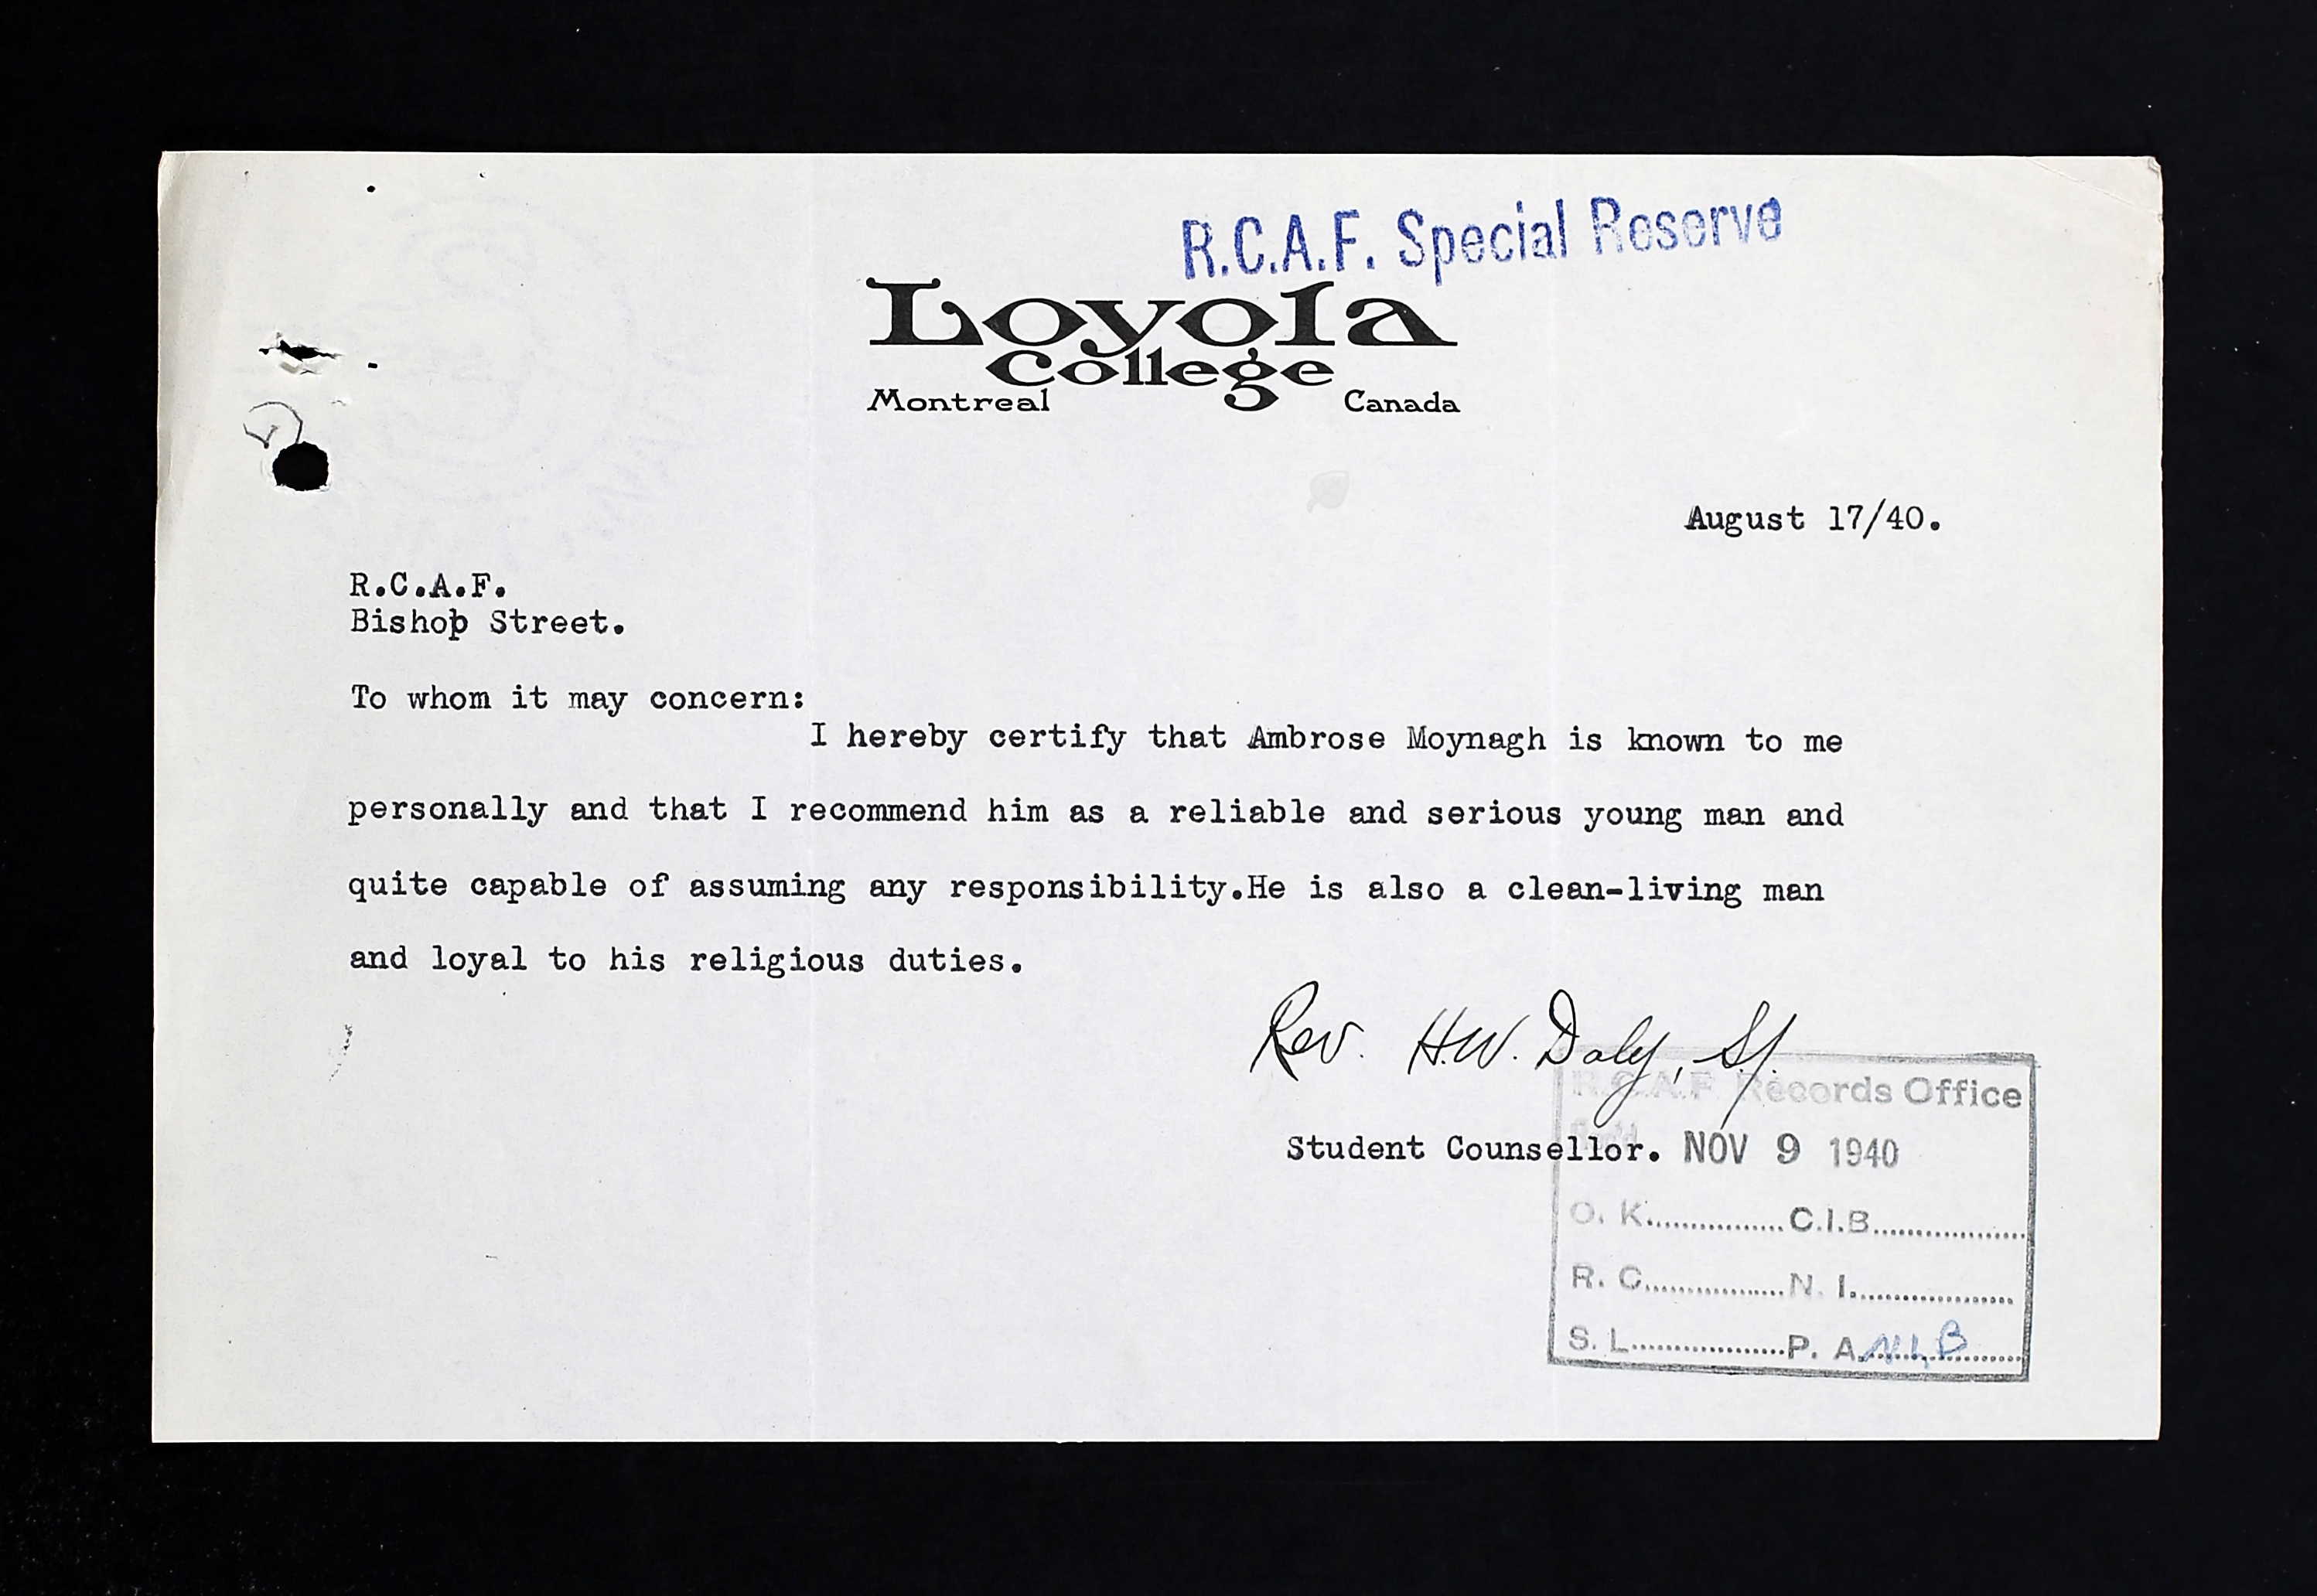 R.C.A.F. Special Reserve
Loyola
College
Montreal Canada
August 17/40.
R.C.A.F.
Bishop Street.
To whom it may concern:
I hereby certify that Ambrose Moynagh is known to me
personally and that I recommend him as a reliable and serious young man and
quite capable of assuming any responsibility.He is also a clean-living man
and loyal to his religious duties.
Rev. H.W. Daly, S.J.
R.C.A.F. Records Office
Student Counsellor. NOV 9 1940
O. K.................C.I.B...................
R. C.................N. I....................
S. L...................P. A....................